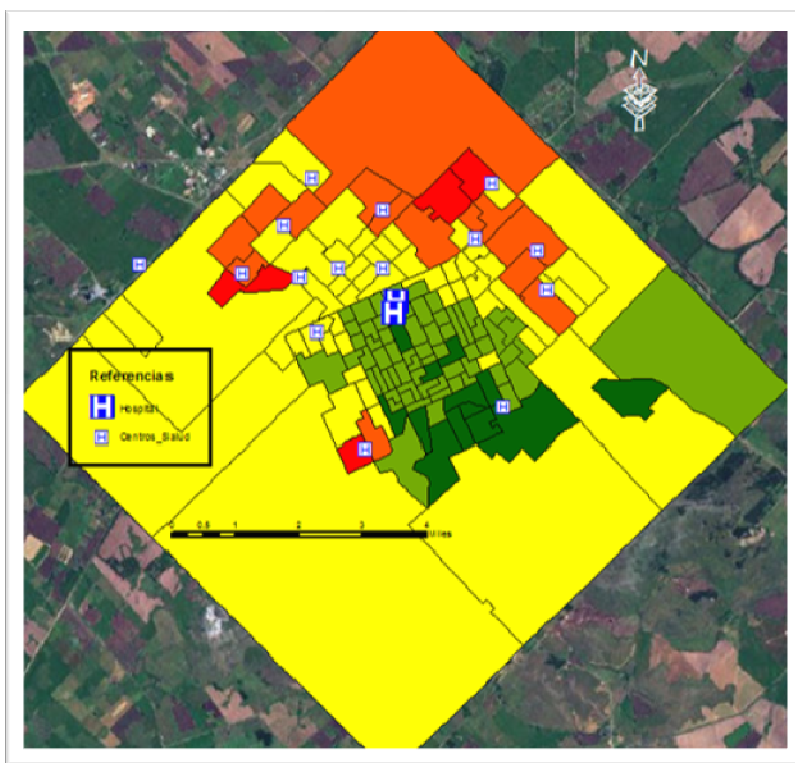 N
Referencias
Hospital
Centros_Salud
0 0.5 1 2 3 4
Miles